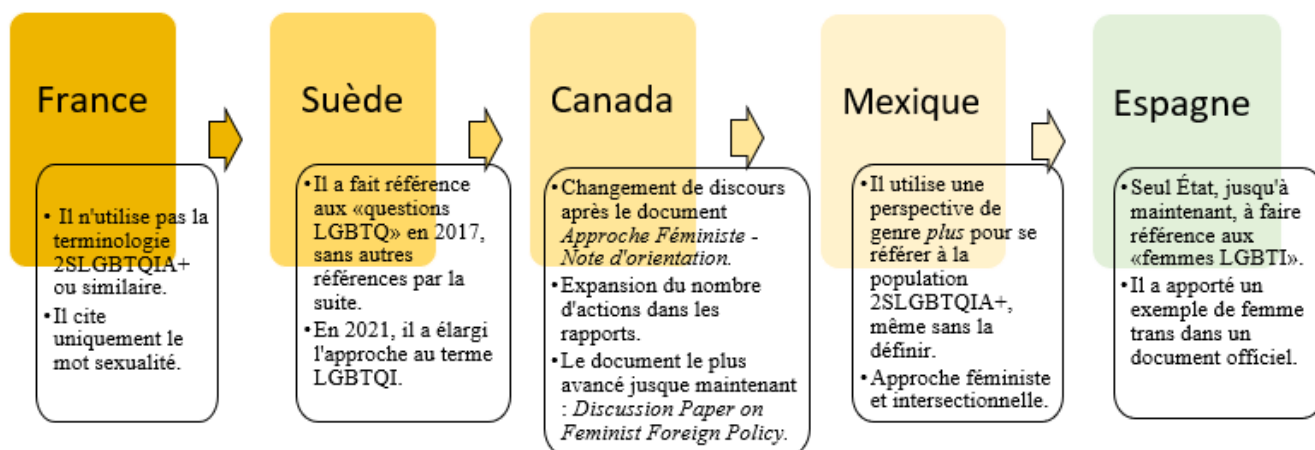 France
Il n'utilise pas la
terminologie
2SLGBTQIA+
ou similaire.
Il cite
uniquement le
mot sexualité.
Suède
Il a fait référence
aux «questions
LGBTQ» en 2017,
sans autres
références par la
suite.
En 2021, il a élargi
l'approche au terme
LGBTQI.
Canada
Changement de discours
après le document
Approche Féministe -
Note d'orientation.
Expansion du nombre
d'actions dans les
rapports.
Le document le plus
avancé jusque maintenant
: Discussion Paper on
Feminist Foreign Policy.
Mexique
Il utilise une
perspective de
genre plus pour se
référer à la
population
2SLGBTQIA+,
même sans la
définir.
Approche féministe
et intersectionnelle.
Espagne
Seul État, jusqu'à
maintenant, à faire
référence aux
«femmes LGBTI».
Il a apporté un
exemple de femme
trans dans un
document officiel.